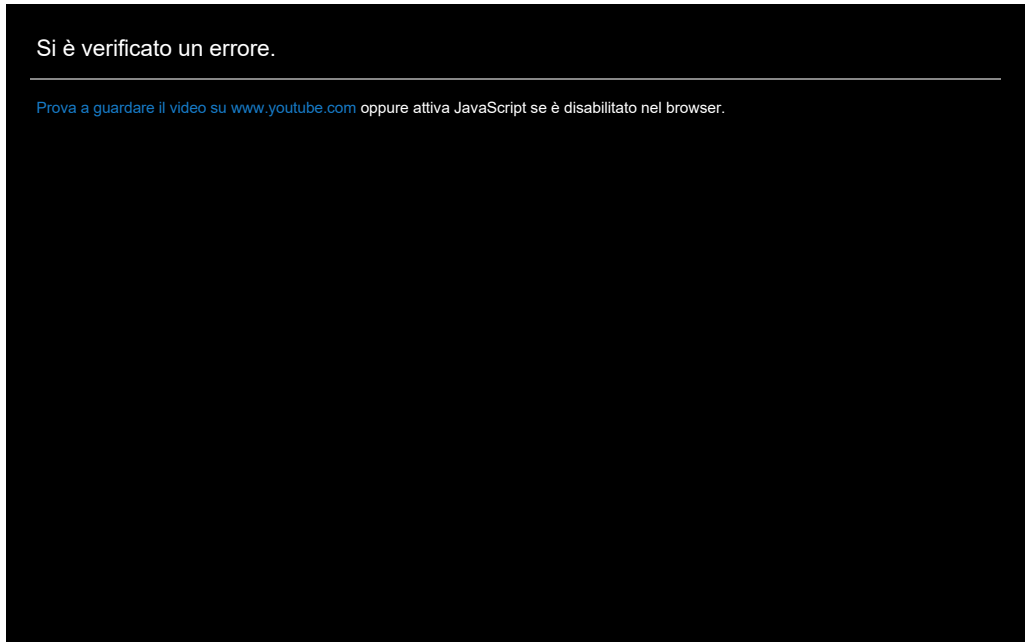 Si è verificato un errore.
Prova a guardare il video su www.youtube.com oppure attiva JavaScript se è disabilitato nel browser.